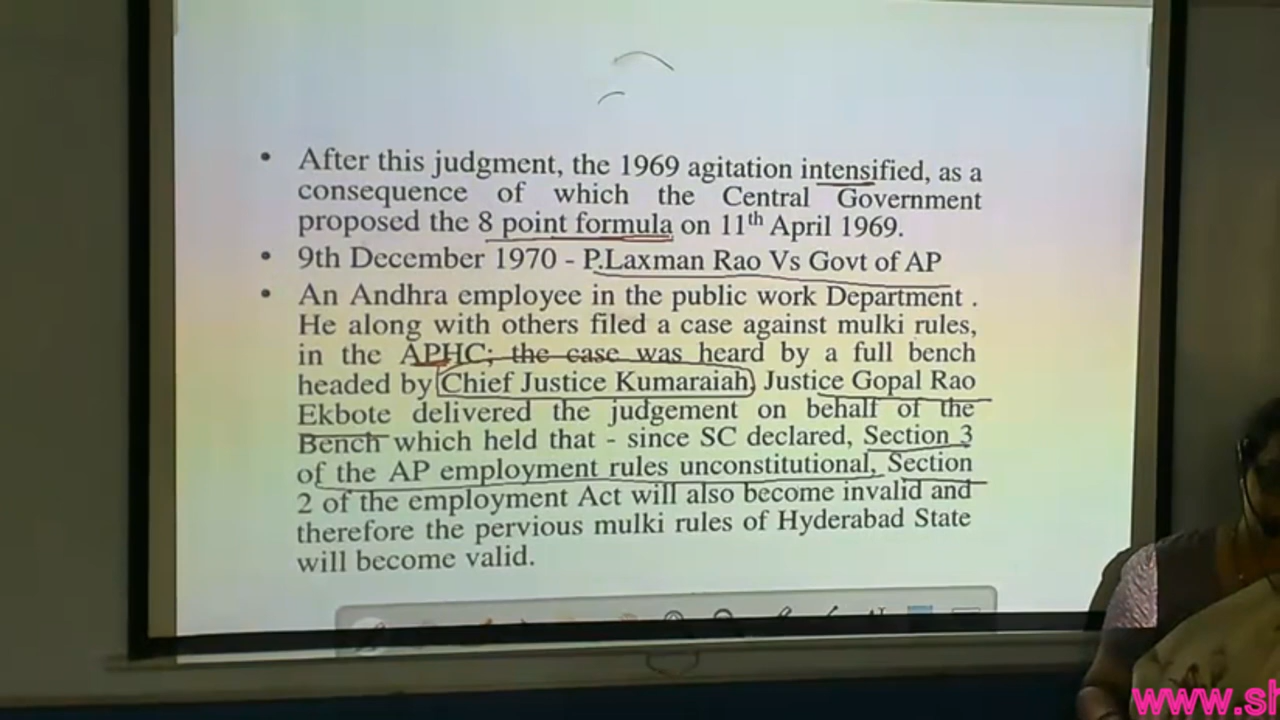 • After this judgment, the 1969 agitation intensified, as a
consequence of which the Central Government
proposed the 8 point formula on 11th April 1969.
• 9th December 1970 - P.Laxman Rao Vs Govt of AP
• An Andhra employee in the public work Department .
He along with others filed a case against mulki rules,
in the APHC; the case was heard by a full bench
headed by Chief Justice Kumaraiah, Justice Gopal Rao
Ekbote delivered the judgement on behalf of the
Bench which held that - since SC declared, Section 3
of the AP employment rules unconstitutional, Section
2 of the employment Act will also become invalid and
therefore the pervious mulki rules of Hyderabad State
will become valid.
www.sh